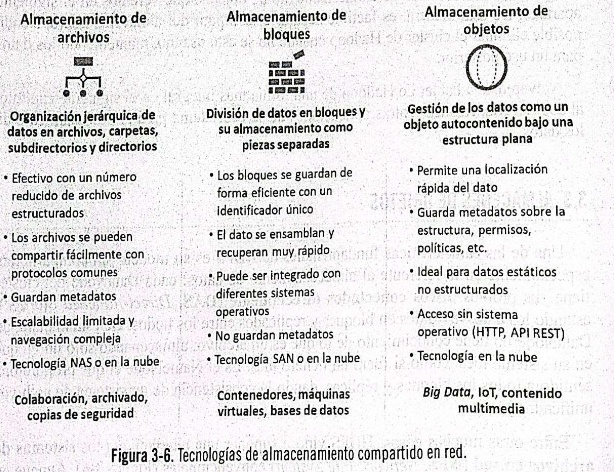 Almacenamiento de
archivos
Organización jerárquica de
datos en archivos, carpetas,
subdirectorios y directorios
• Efectivo con un número
reducido de archivos
estructurados
• Los archivos se pueden
compartir fácilmente con
protocolos comunes
• Guardan metadatos
• Escalabilidad limitada y
navegación compleja
• Tecnología NAS o en la nube
Colaboración, archivado,
copias de seguridad
Almacenamiento de
bloques
División de datos en bloques y
su almacenamiento como
piezas separadas
• Los bloques se guardan de
forma eficiente con un
identificador único
• El dato se ensamblan y
recuperan muy rápido
• Puede ser integrado con
diferentes sistemas
operativos
• No guardan metadatos
• Tecnología SAN o en la nube
Contenedores, máquinas
virtuales, bases de datos
Almacenamiento de
objetos
Gestión de los datos como un
objeto autocontenido bajo una
estructura plana
• Permite una localización
rápida del dato
• Guarda metadatos sobre la
estructura, permisos,
políticas, etc.
• Ideal para datos estáticos
no estructurados
• Acceso sin sistema
operativo (HTTP, API REST)
• Tecnología en la nube
Big Data, IoT, contenido
multimedia
Figura 3-6. Tecnologías de almacenamiento compartido en red.